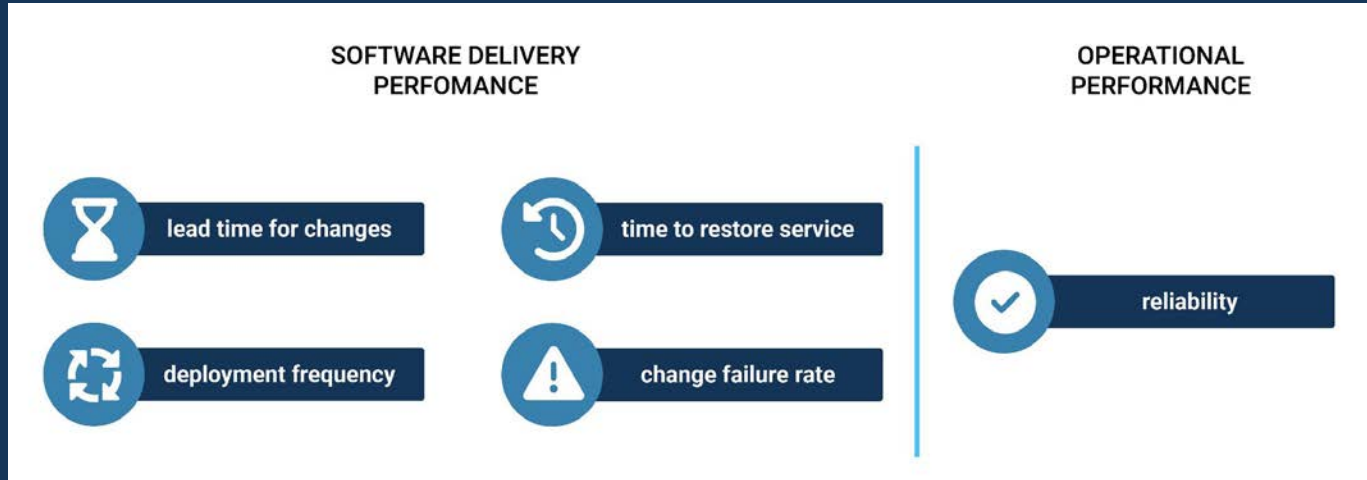 SOFTWARE DELIVERY
PERFOMANCE
OPERATIONAL
PERFORMANCE
lead time for changes
time to restore service
reliability
deployment frequency
change failure rate